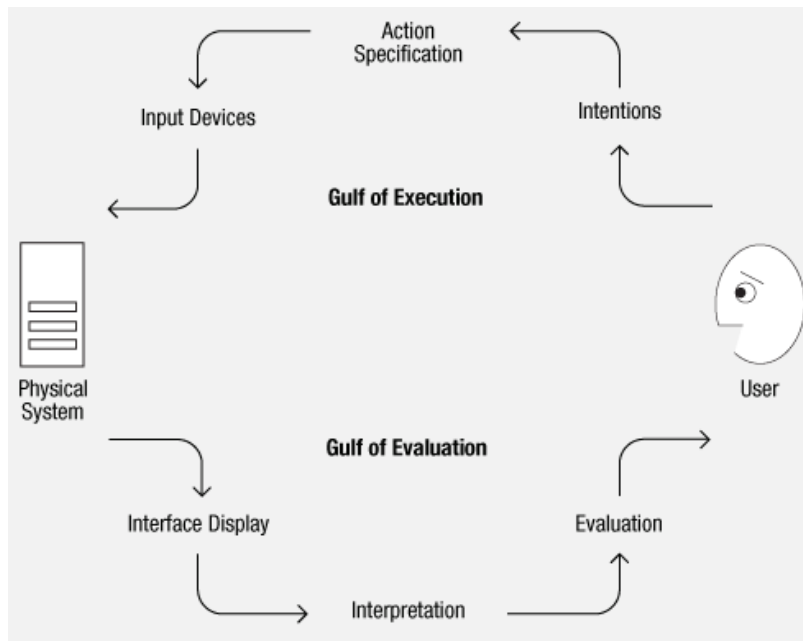 Action
Specification
Input Devices
Intentions
Gulf of Execution
Physical
System
User
Gulf of Evaluation
Interface Display
Evaluation
Interpretation